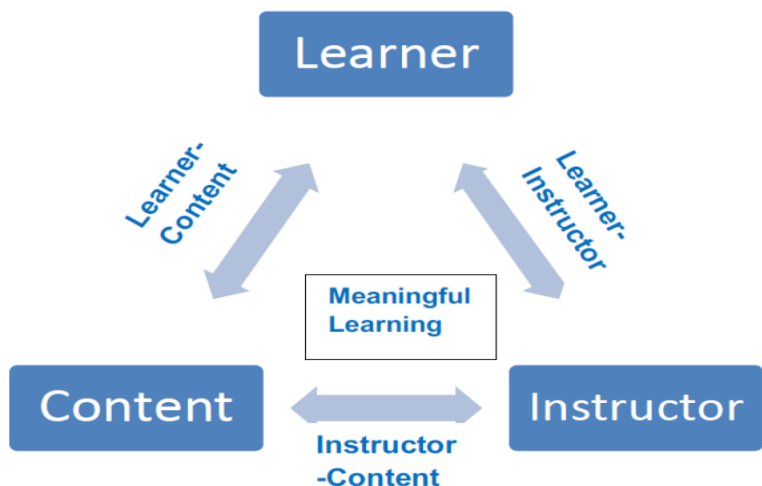 Learner
Learner-
Content
Learner-
Instructor
Meaningful
Learning
Content
Instructor
Instructor
-Content